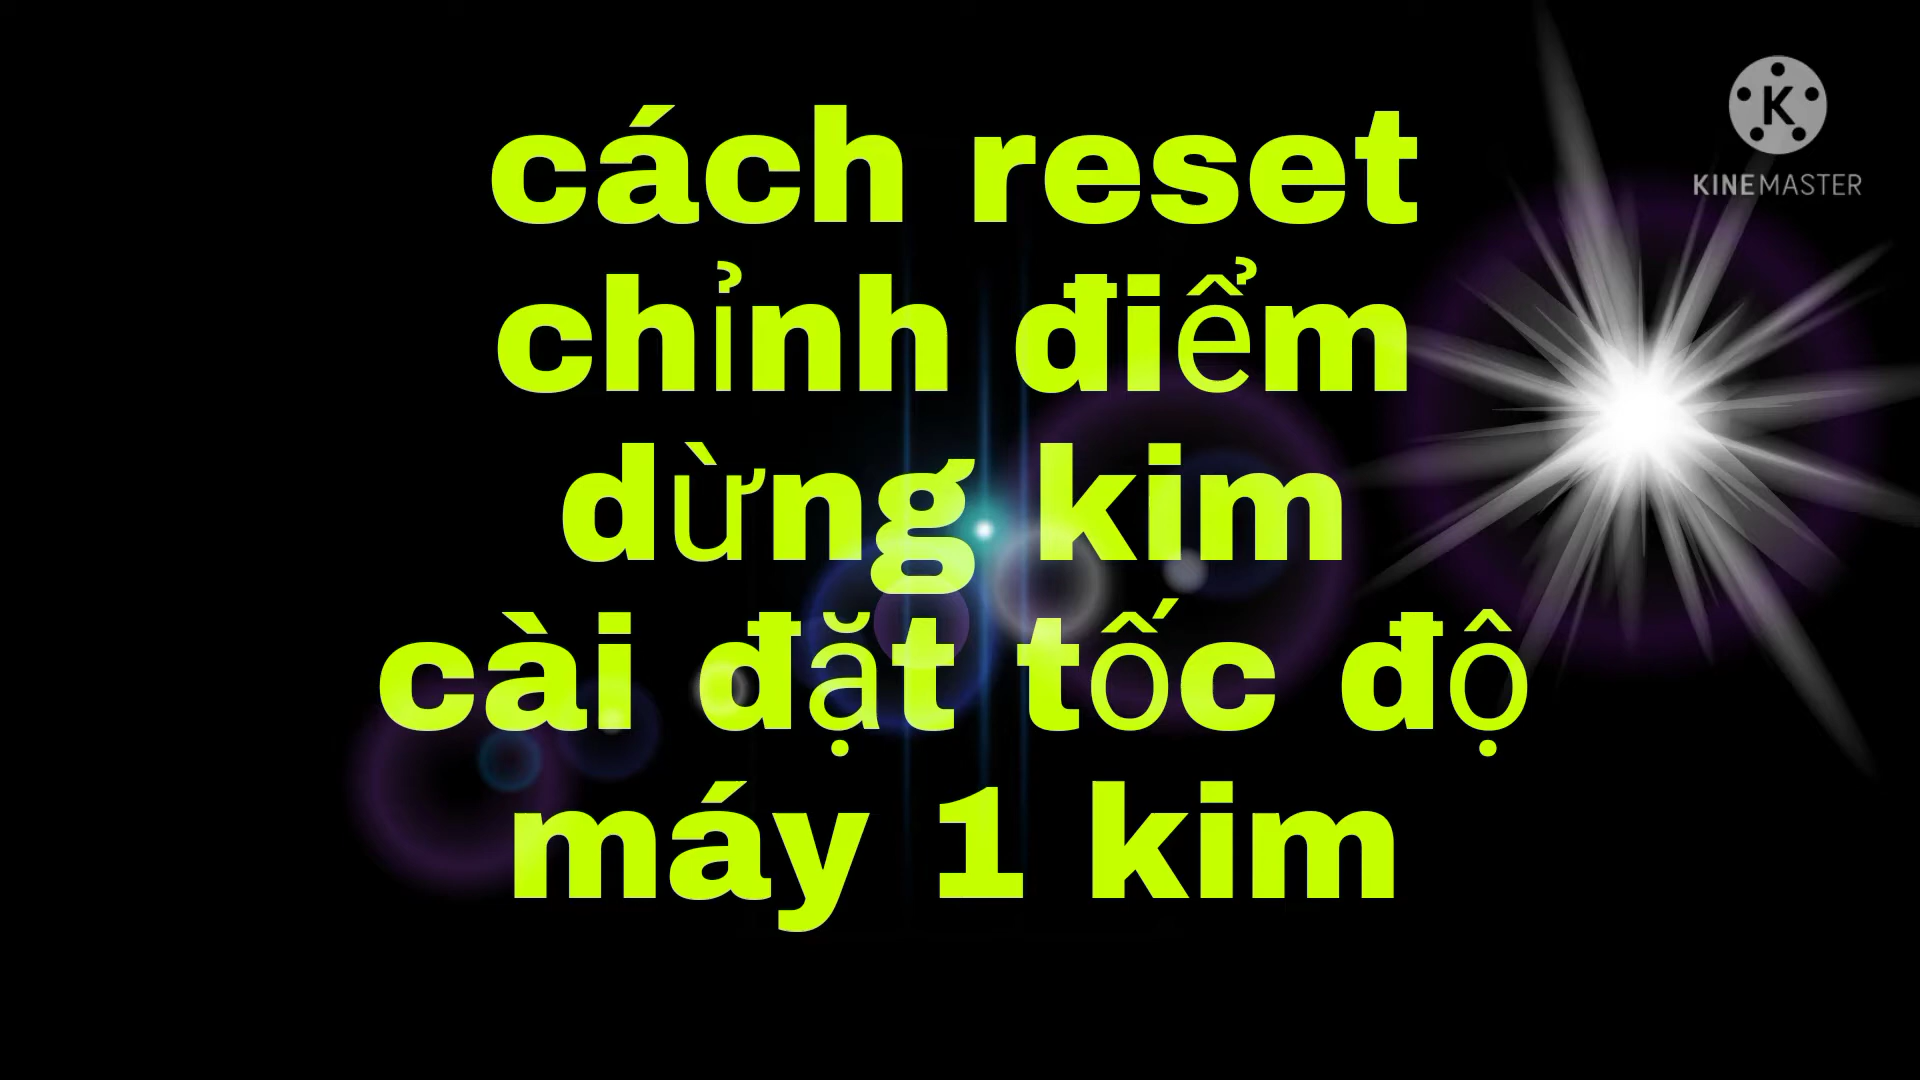 K
KINEMASTER
cách reset
chỉnh điểm
dừng kim
cài đặt tốc độ
máy 1 kim